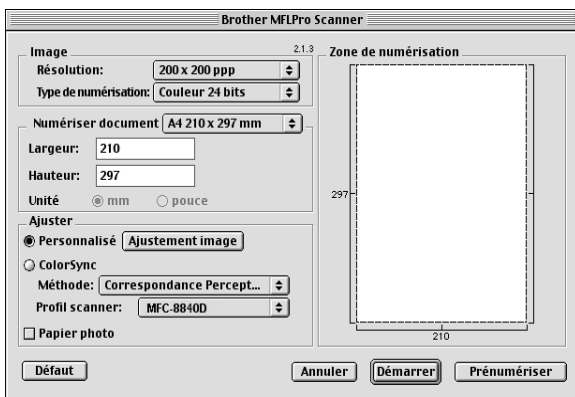 Brother MFLPro Scanner
Image 2.1.3
Résolution: 200 x 200 ppp
Type de numérisation: Couleur 24 bits
Numériser document A4 210 x 297 mm
Largeur: 210
Hauteur: 297
Unité mm pouce
Ajuster
Personnalisé Ajustement image
ColorSync
Méthode: Correspondance Percept...
Profil scanner: MFC-8840D
Papier photo
Zone de numérisation
297
210
Défaut Annuler Démarrer Prénumériser